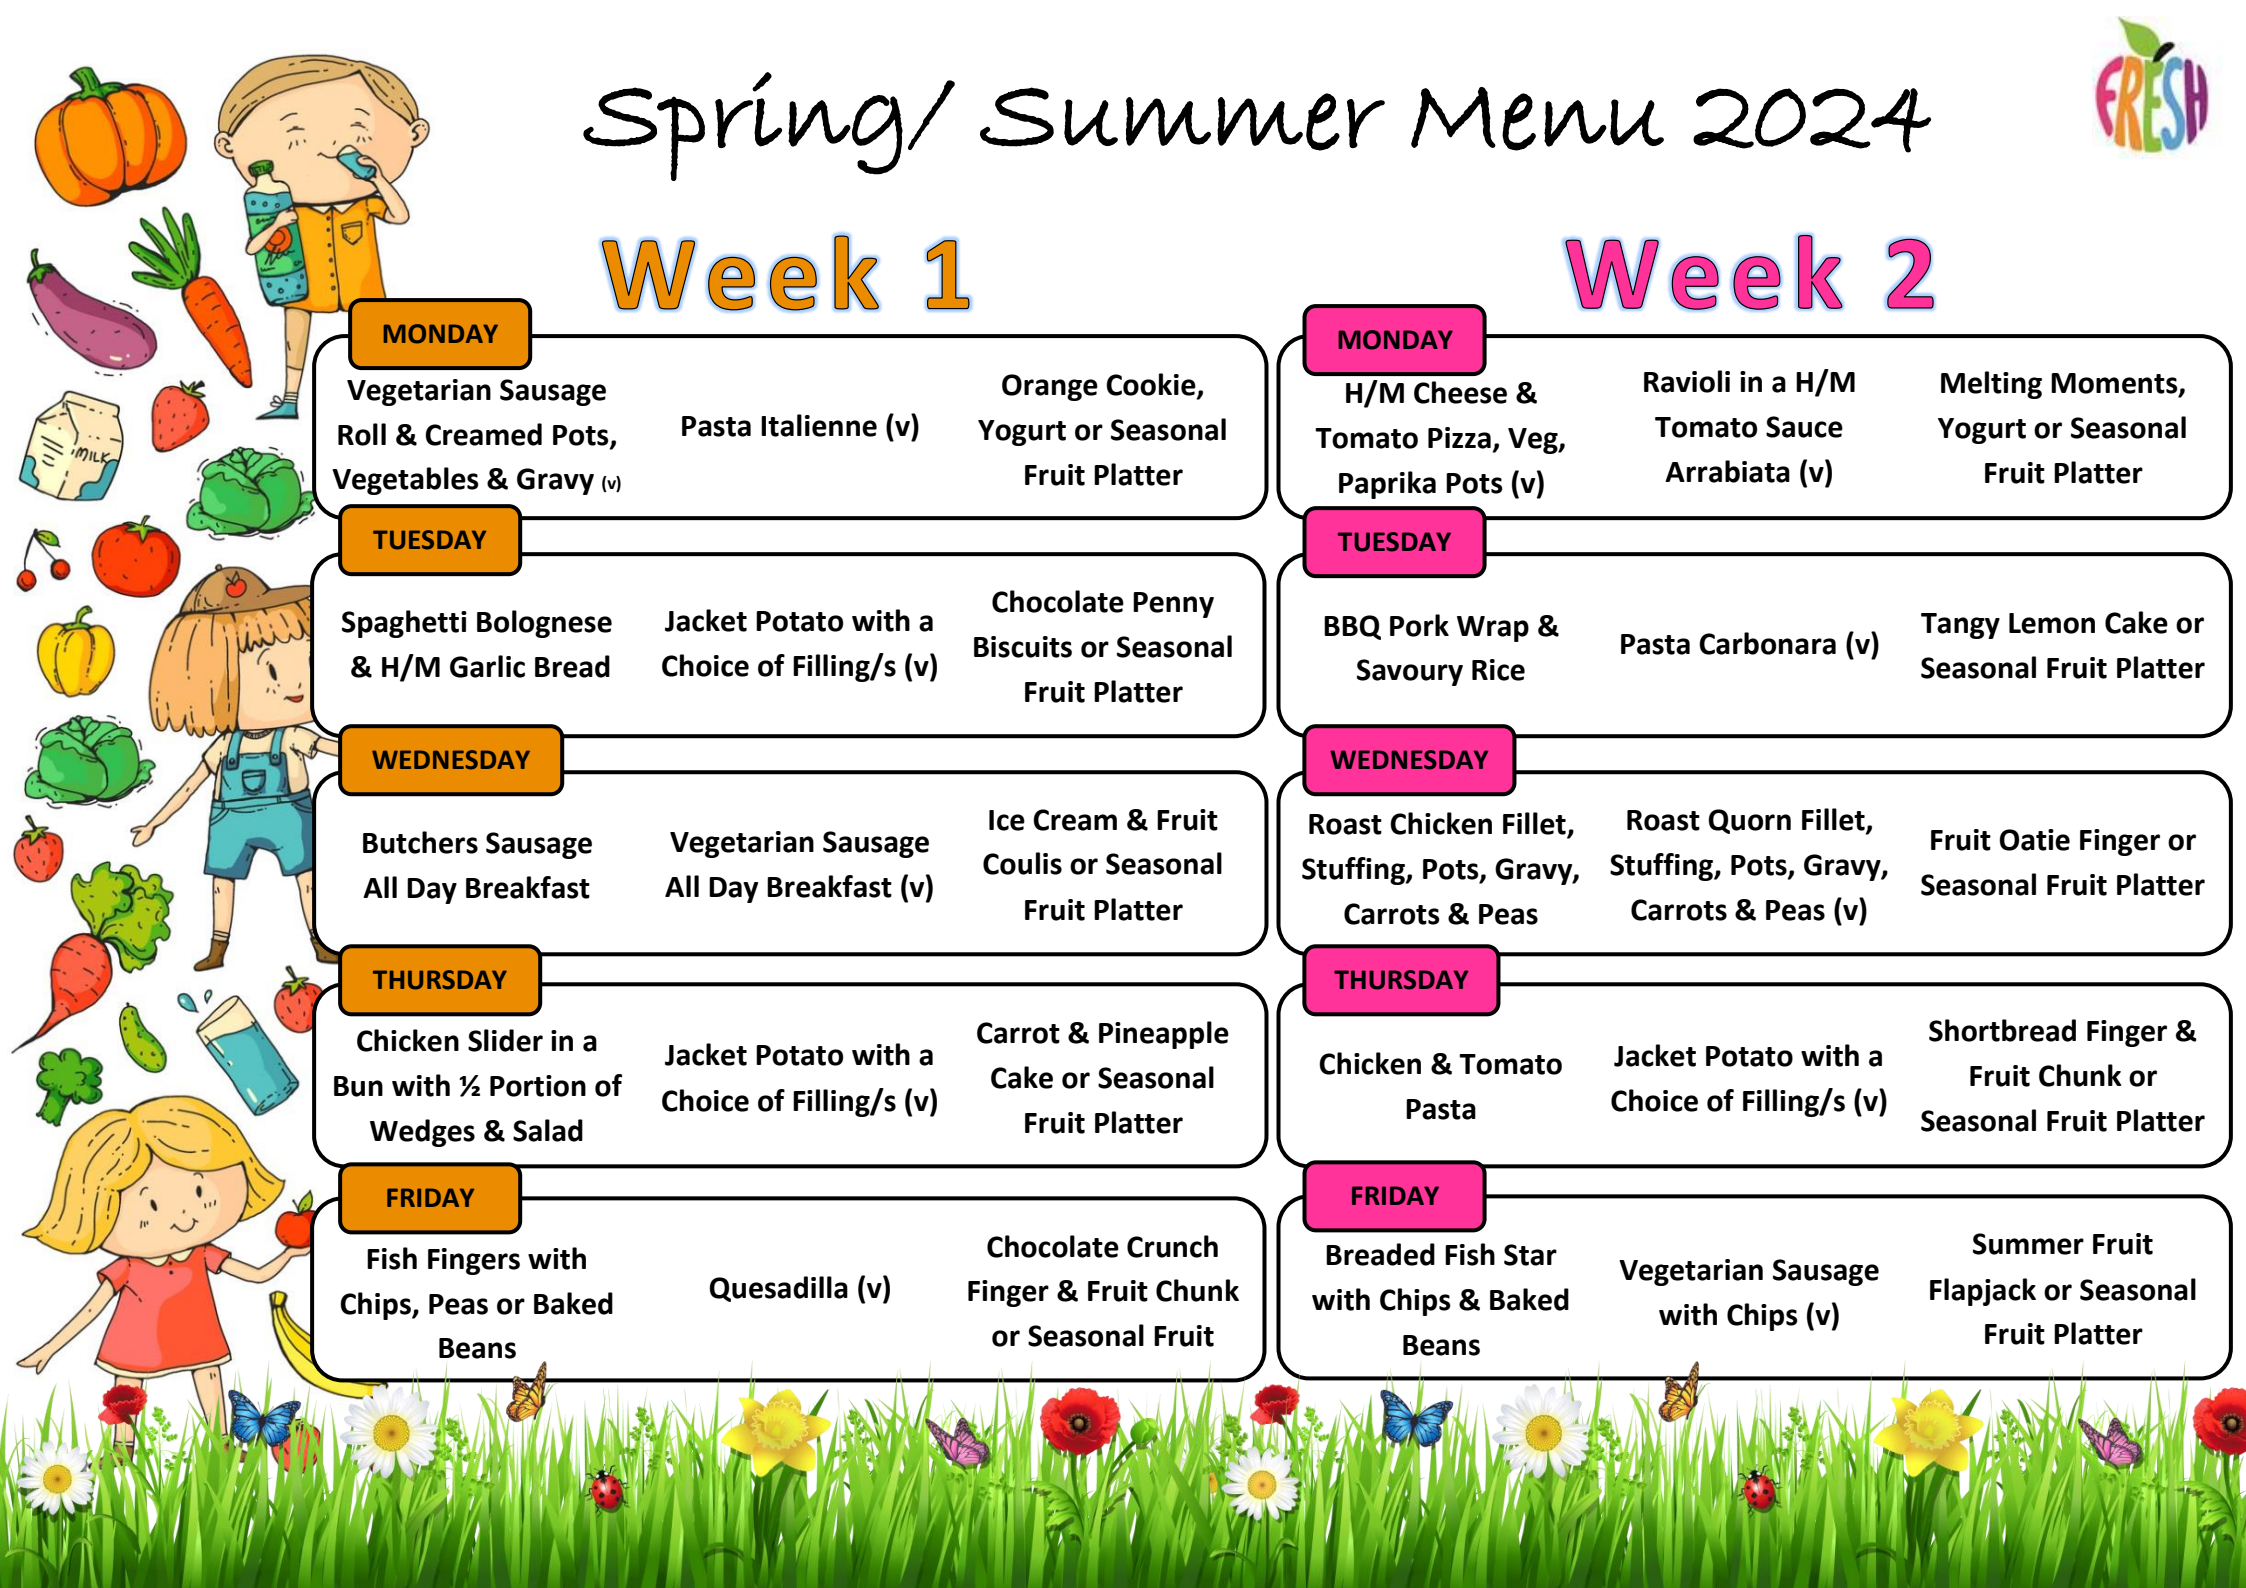 Spring/ Summer Menu 2024
FRESH
Week 1
MONDAY
Vegetarian Sausage
Roll & Creamed Pots,
Vegetables & Gravy (v)
Pasta Italienne (v)
Orange Cookie,
Yogurt or Seasonal
Fruit Platter
TUESDAY
Spaghetti Bolognese
& H/M Garlic Bread
Jacket Potato with a
Choice of Filling/s (v)
Chocolate Penny
Biscuits or Seasonal
Fruit Platter
WEDNESDAY
Butchers Sausage
All Day Breakfast
Vegetarian Sausage
All Day Breakfast (v)
Ice Cream & Fruit
Coulis or Seasonal
Fruit Platter
THURSDAY
Chicken Slider in a
Bun with ½ Portion of
Wedges & Salad
Jacket Potato with a
Choice of Filling/s (v)
Carrot & Pineapple
Cake or Seasonal
Fruit Platter
FRIDAY
Fish Fingers with
Chips, Peas or Baked
Beans
Quesadilla (v)
Chocolate Crunch
Finger & Fruit Chunk
or Seasonal Fruit
Week 2
MONDAY
H/M Cheese &
Tomato Pizza, Veg,
Paprika Pots (v)
Ravioli in a H/M
Tomato Sauce
Arrabiata (v)
Melting Moments,
Yogurt or Seasonal
Fruit Platter
TUESDAY
BBQ Pork Wrap &
Savoury Rice
Pasta Carbonara (v)
Tangy Lemon Cake or
Seasonal Fruit Platter
WEDNESDAY
Roast Chicken Fillet,
Stuffing, Pots, Gravy,
Carrots & Peas
Roast Quorn Fillet,
Stuffing, Pots, Gravy,
Carrots & Peas (v)
Fruit Oatie Finger or
Seasonal Fruit Platter
THURSDAY
Chicken & Tomato
Pasta
Jacket Potato with a
Choice of Filling/s (v)
Shortbread Finger &
Fruit Chunk or
Seasonal Fruit Platter
FRIDAY
Breaded Fish Star
with Chips & Baked
Beans
Vegetarian Sausage
with Chips (v)
Summer Fruit
Flapjack or Seasonal
Fruit Platter
MILK